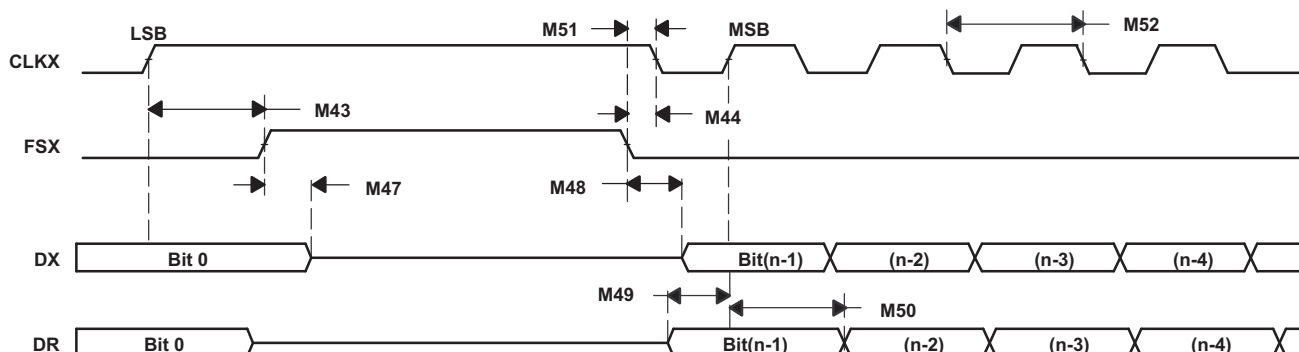 LSB
M51
MSB
M52
CLKX
M43
M44
FSX
M47
M48
DX
Bit 0
Bit(n-1)
(n-2)
(n-3)
(n-4)
M49
M50
DR
Bit 0
Bit(n-1)
(n-2)
(n-3)
(n-4)